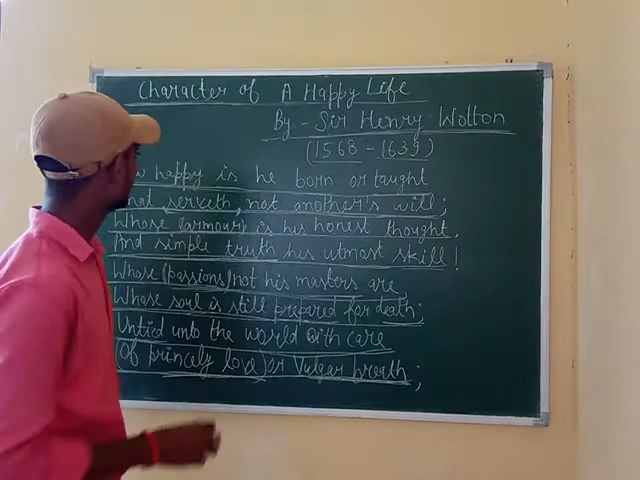 Character of A Happy Life
By:- Sir Henry Wotton
(1568 - 1639)
happy is he born or taught
serveth, not another's will;
Whose (armour) is his honest thought,
And simple truth his utmost skill!
Whose (passions) not his masters are,
Whose soul is still prepared for death;
Untied unto the world with care
(Of princely love) or Vulgar breath;